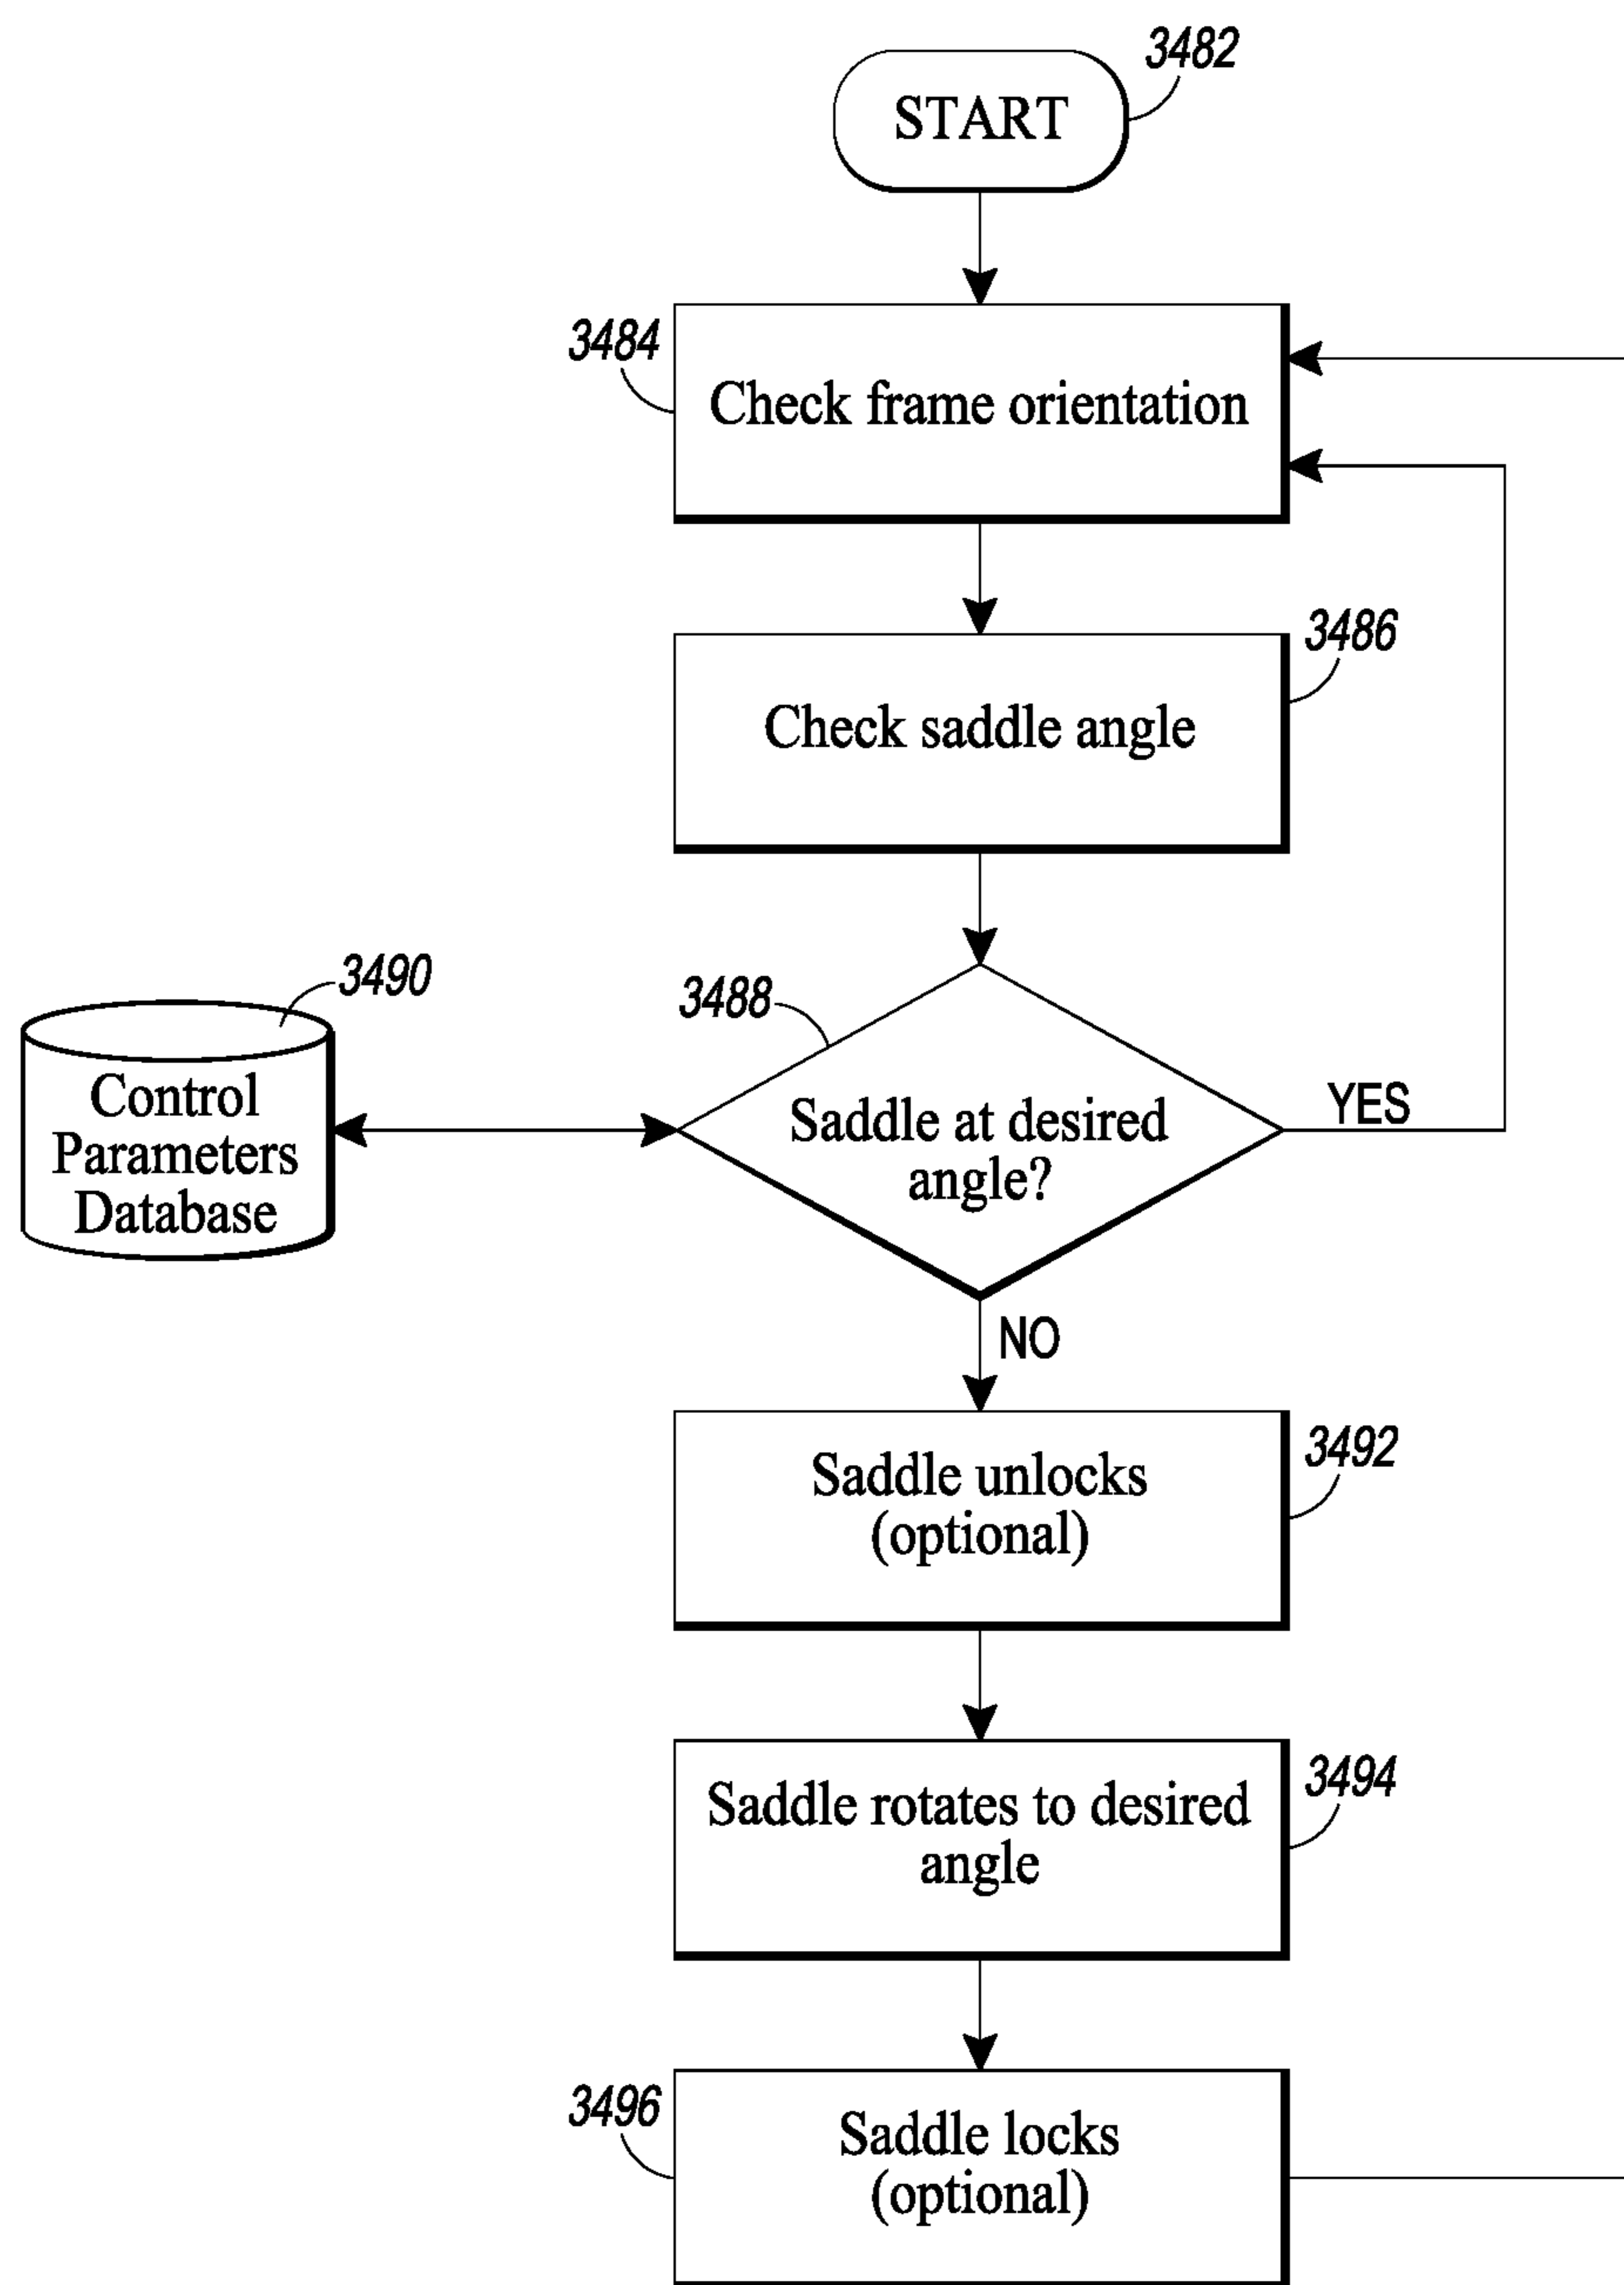 3482
START
3484
Check frame orientation
3486
Check saddle angle
3490
3488
Control
Parameters
Database
Saddle at desired
angle?
YES
NO
3492
Saddle unlocks
(optional)
3494
Saddle rotates to desired
angle
3496
Saddle locks
(optional)